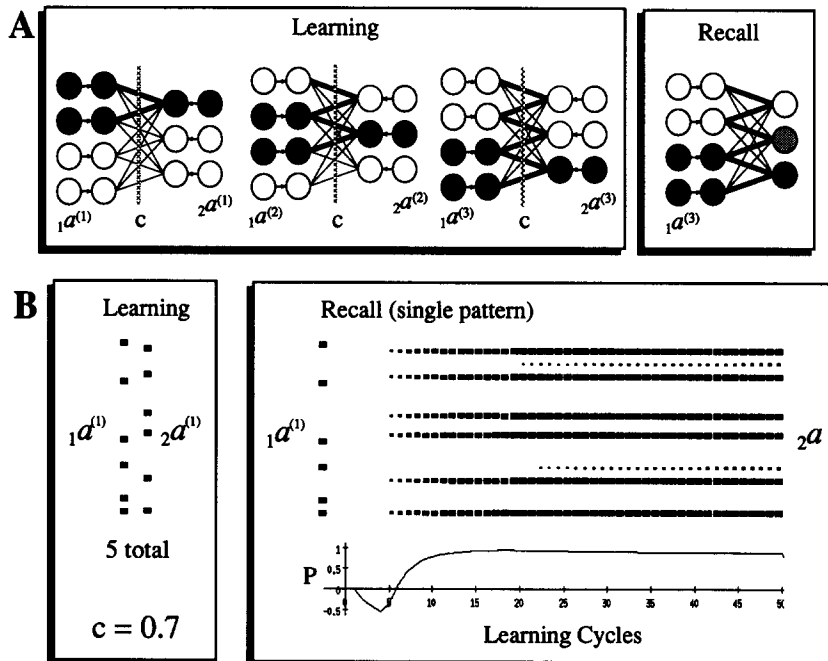 A
Learning
Recall
₁a⁽¹⁾ c ₂a⁽¹⁾
₁a⁽²⁾ c ₂a⁽²⁾
₁a⁽³⁾ c ₂a⁽³⁾
₁a⁽³⁾
B
Learning
₁a⁽¹⁾ ₂a⁽¹⁾
5 total
c = 0.7
Recall (single pattern)
₁a⁽¹⁾ ₂a
P
1
0.5
0
-0.5
0 5 10 15 20 25 30 35 40 45 50
Learning Cycles